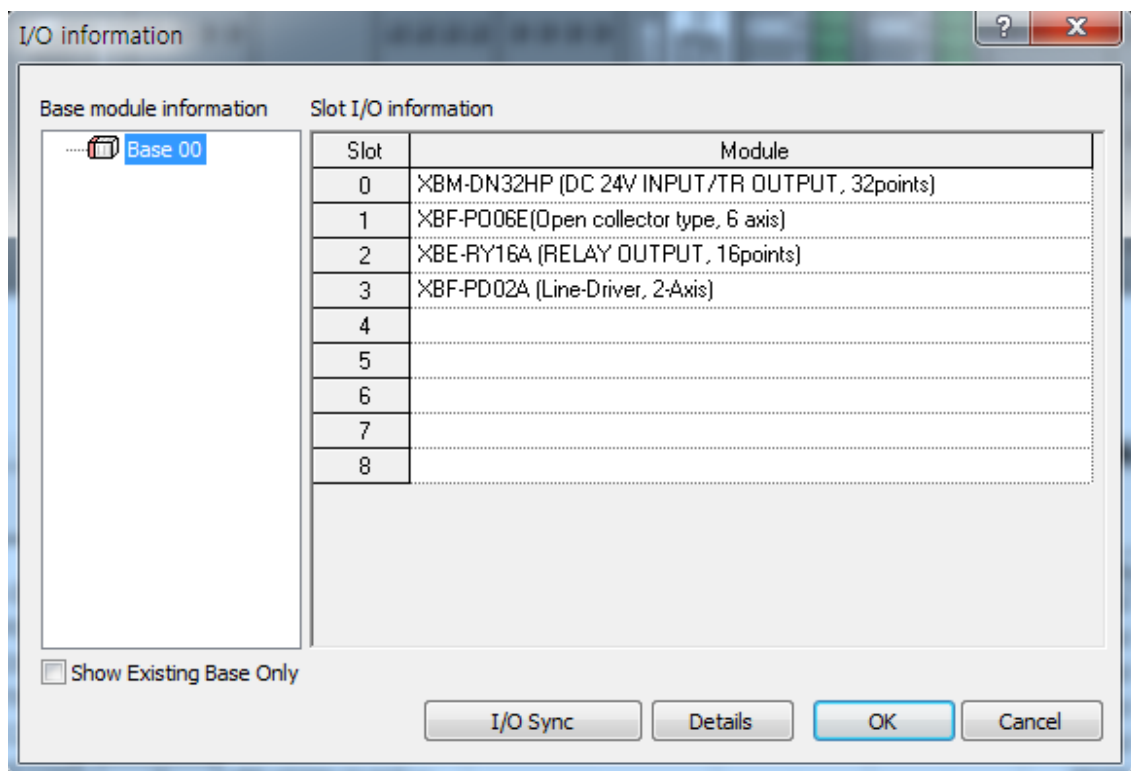 I/O information
Base module information
Slot I/O information
Base 00
Slot Module
0 XBM-DN32HP (DC 24V INPUT/TR OUTPUT, 32points)
1 XBF-PO06E(Open collector type, 6 axis)
2 XBE-RY16A (RELAY OUTPUT, 16points)
3 XBF-PD02A (Line-Driver, 2-Axis)
4
5
6
7
8
Show Existing Base Only
I/O Sync Details OK Cancel